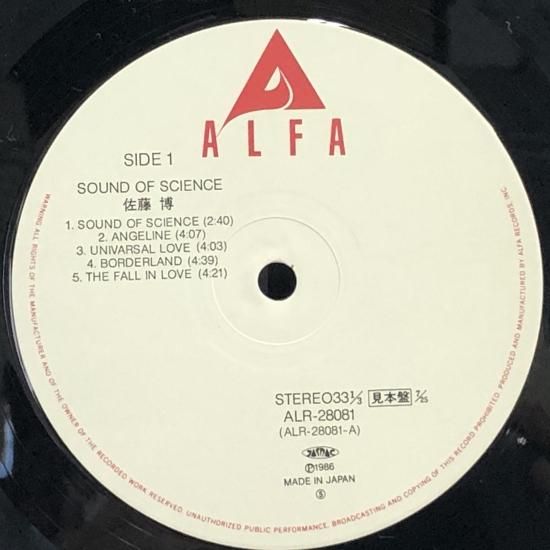 ALFA
SIDE 1
SOUND OF SCIENCE
佐藤 博
1. SOUND OF SCIENCE (2:40)
2. ANGELINE (4:07)
3. UNIVARSAL LOVE (4:03)
4. BORDERLAND (4:39)
5. THE FALL IN LOVE (4:21)
STEREO33⅓ 見本盤 7/25
ALR-28081
(ALR-28081-A)
JASRAC
Ⓟ1986
MADE IN JAPAN
Ⓢ
WARNING: ALL RIGHTS OF THE MANUFACTURER AND OF THE OWNER OF THE RECORDED WORK RESERVED. UNAUTHORIZED PUBLIC PERFORMANCE, BROADCASTING AND COPYING OF THIS RECORD PROHIBITED. PRODUCED AND MANUFACTURED BY ALFA RECORDS, INC.